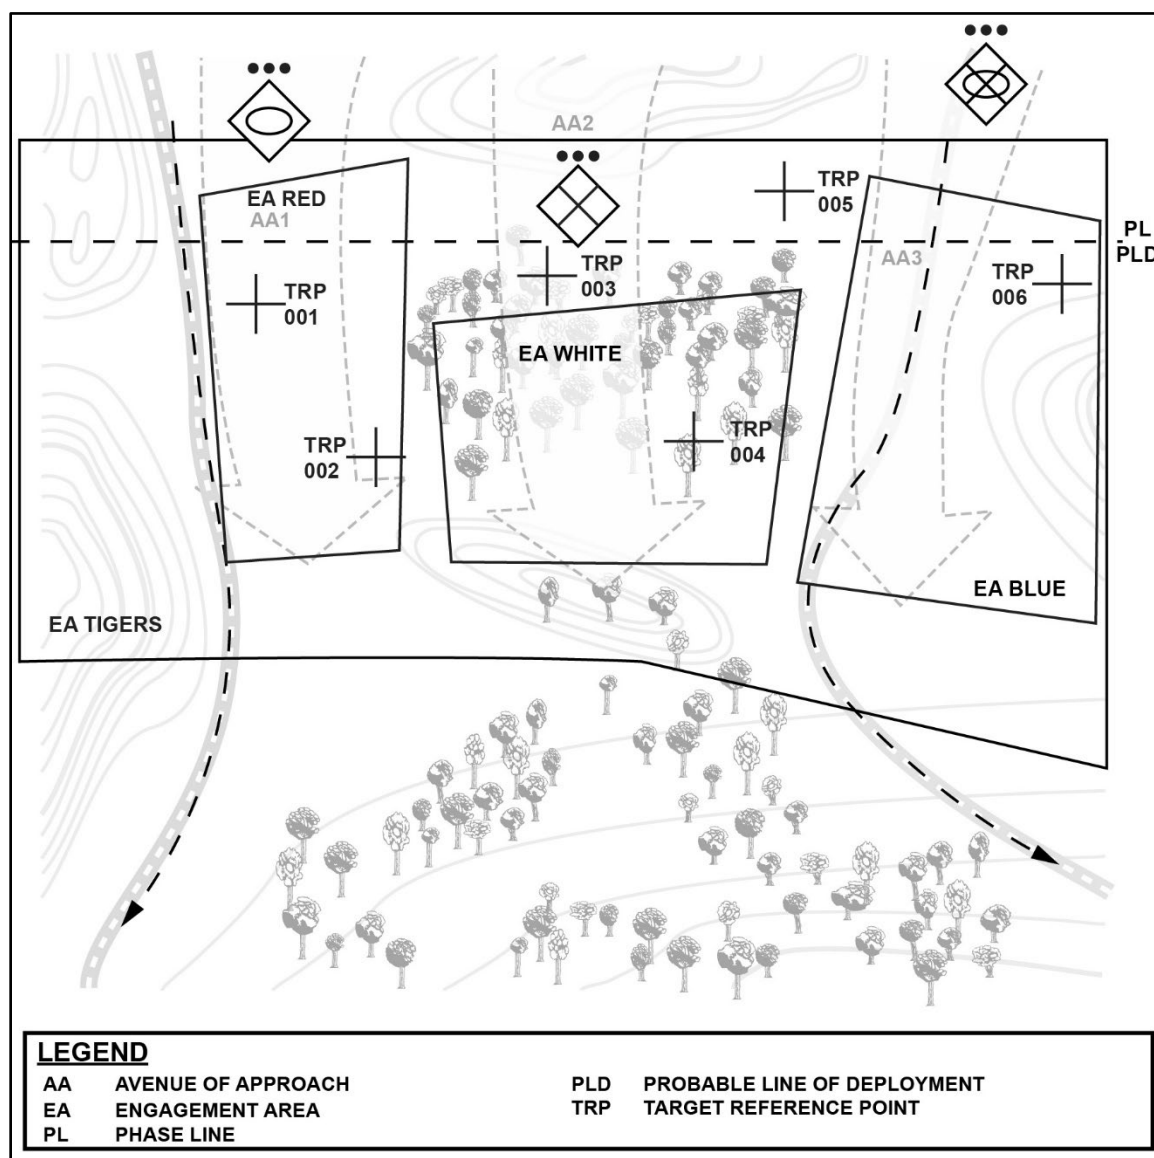 AA2
EA RED
AA1
TRP
005
PL
PLD
AA3
TRP
003
TRP
006
TRP
001
EA WHITE
TRP
004
TRP
002
EA BLUE
EA TIGERS
LEGEND
AA AVENUE OF APPROACH
EA ENGAGEMENT AREA
PL PHASE LINE
PLD PROBABLE LINE OF DEPLOYMENT
TRP TARGET REFERENCE POINT